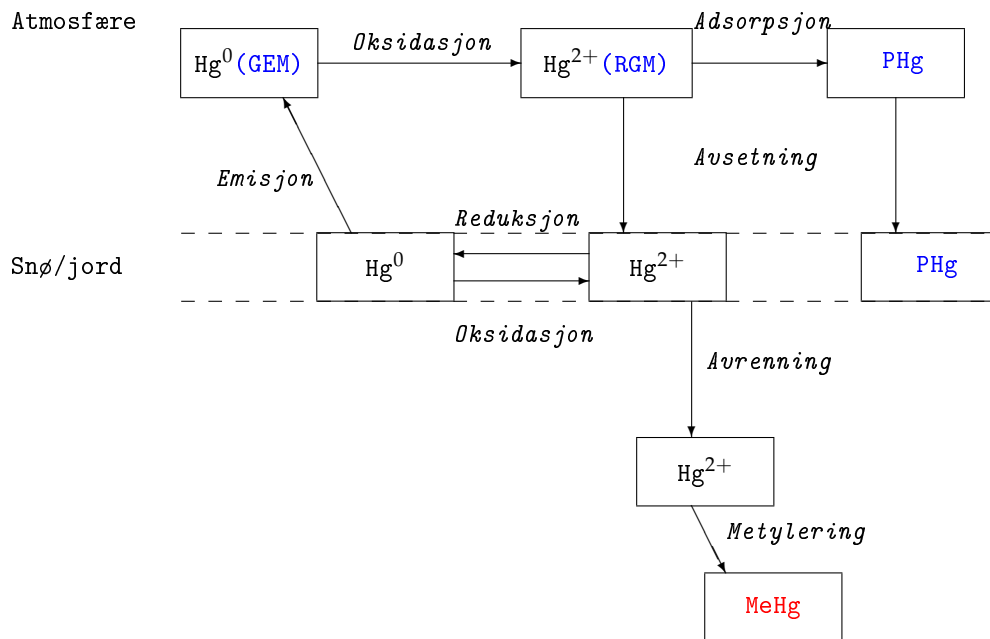 Atmosfære
Oksidasjon
Adsorpsjon
Hg⁰(GEM)
Hg²⁺(RGM)
PHg
Emisjon
Avsetning
Reduksjon
Snø/jord
Hg⁰
Hg²⁺
PHg
Oksidasjon
Avrenning
Hg²⁺
Metylering
MeHg